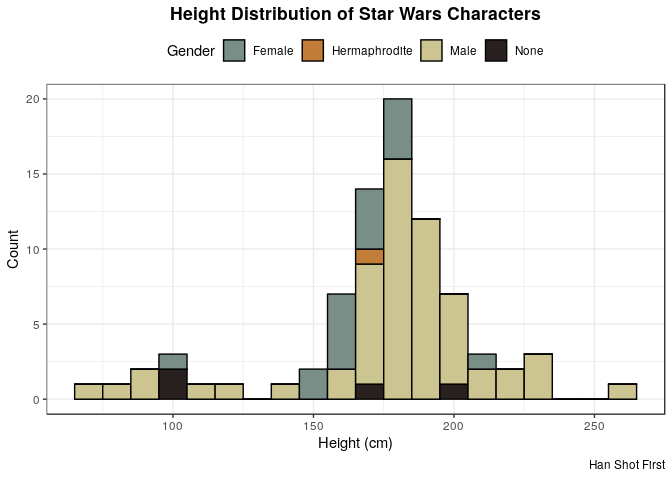 Height Distribution of Star Wars Characters
Gender Female Hermaphrodite Male None
20
15
10
5
0
Count
100 150 200 250
Height (cm)
Han Shot First